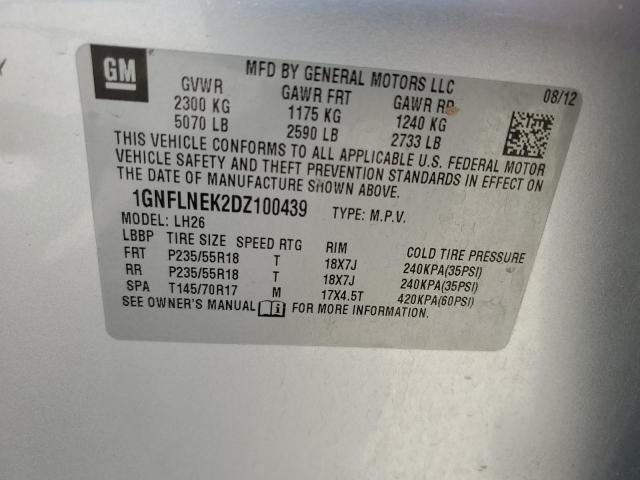 GM
MFD BY GENERAL MOTORS LLC
08/12
GVWR GAWR FRT GAWR RR
2300 KG 1175 KG 1240 KG
5070 LB 2590 LB 2733 LB
THIS VEHICLE CONFORMS TO ALL APPLICABLE U.S. FEDERAL MOTOR
VEHICLE SAFETY AND THEFT PREVENTION STANDARDS IN EFFECT ON
THE DATE OF MANUFACTURE SHOWN ABOVE.
1GNFLNEK2DZ100439 TYPE: M.P.V.
MODEL: LH26
LBBP TIRE SIZE SPEED RTG RIM COLD TIRE PRESSURE
FRT P235/55R18 T 18X7J 240KPA(35PSI)
RR P235/55R18 T 18X7J 240KPA(35PSI)
SPA T145/70R17 M 17X4.5T 420KPA(60PSI)
SEE OWNER'S MANUAL FOR MORE INFORMATION.